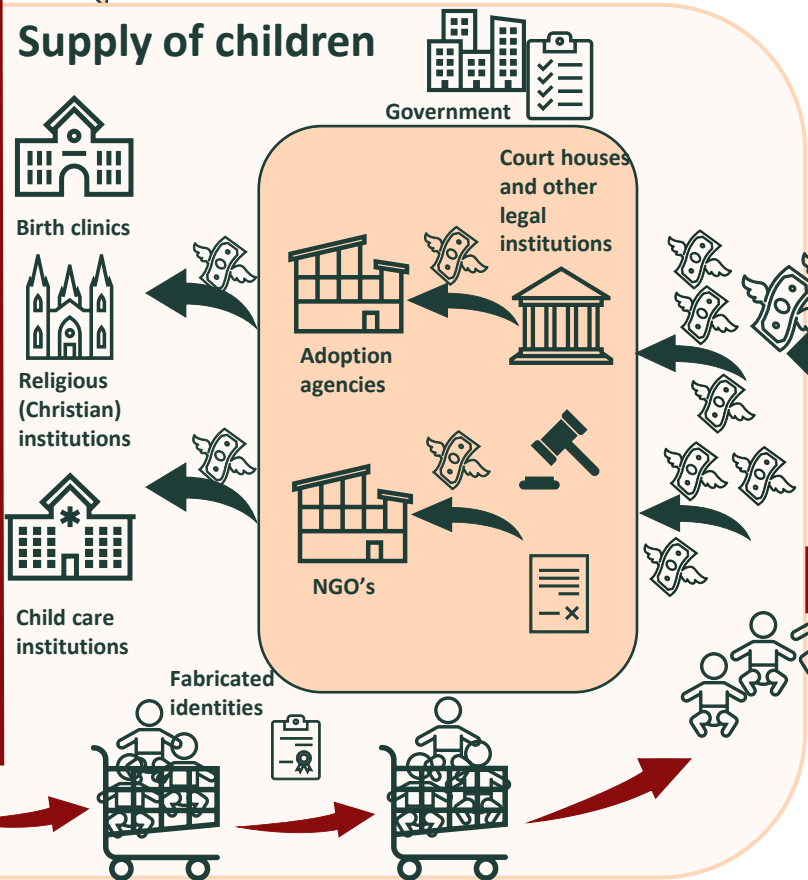 Supply of children
Government
Court houses
and other
legal
institutions
Birth clinics
Adoption
agencies
Religious
(Christian)
institutions
NGO's
Child care
institutions
Fabricated
identities